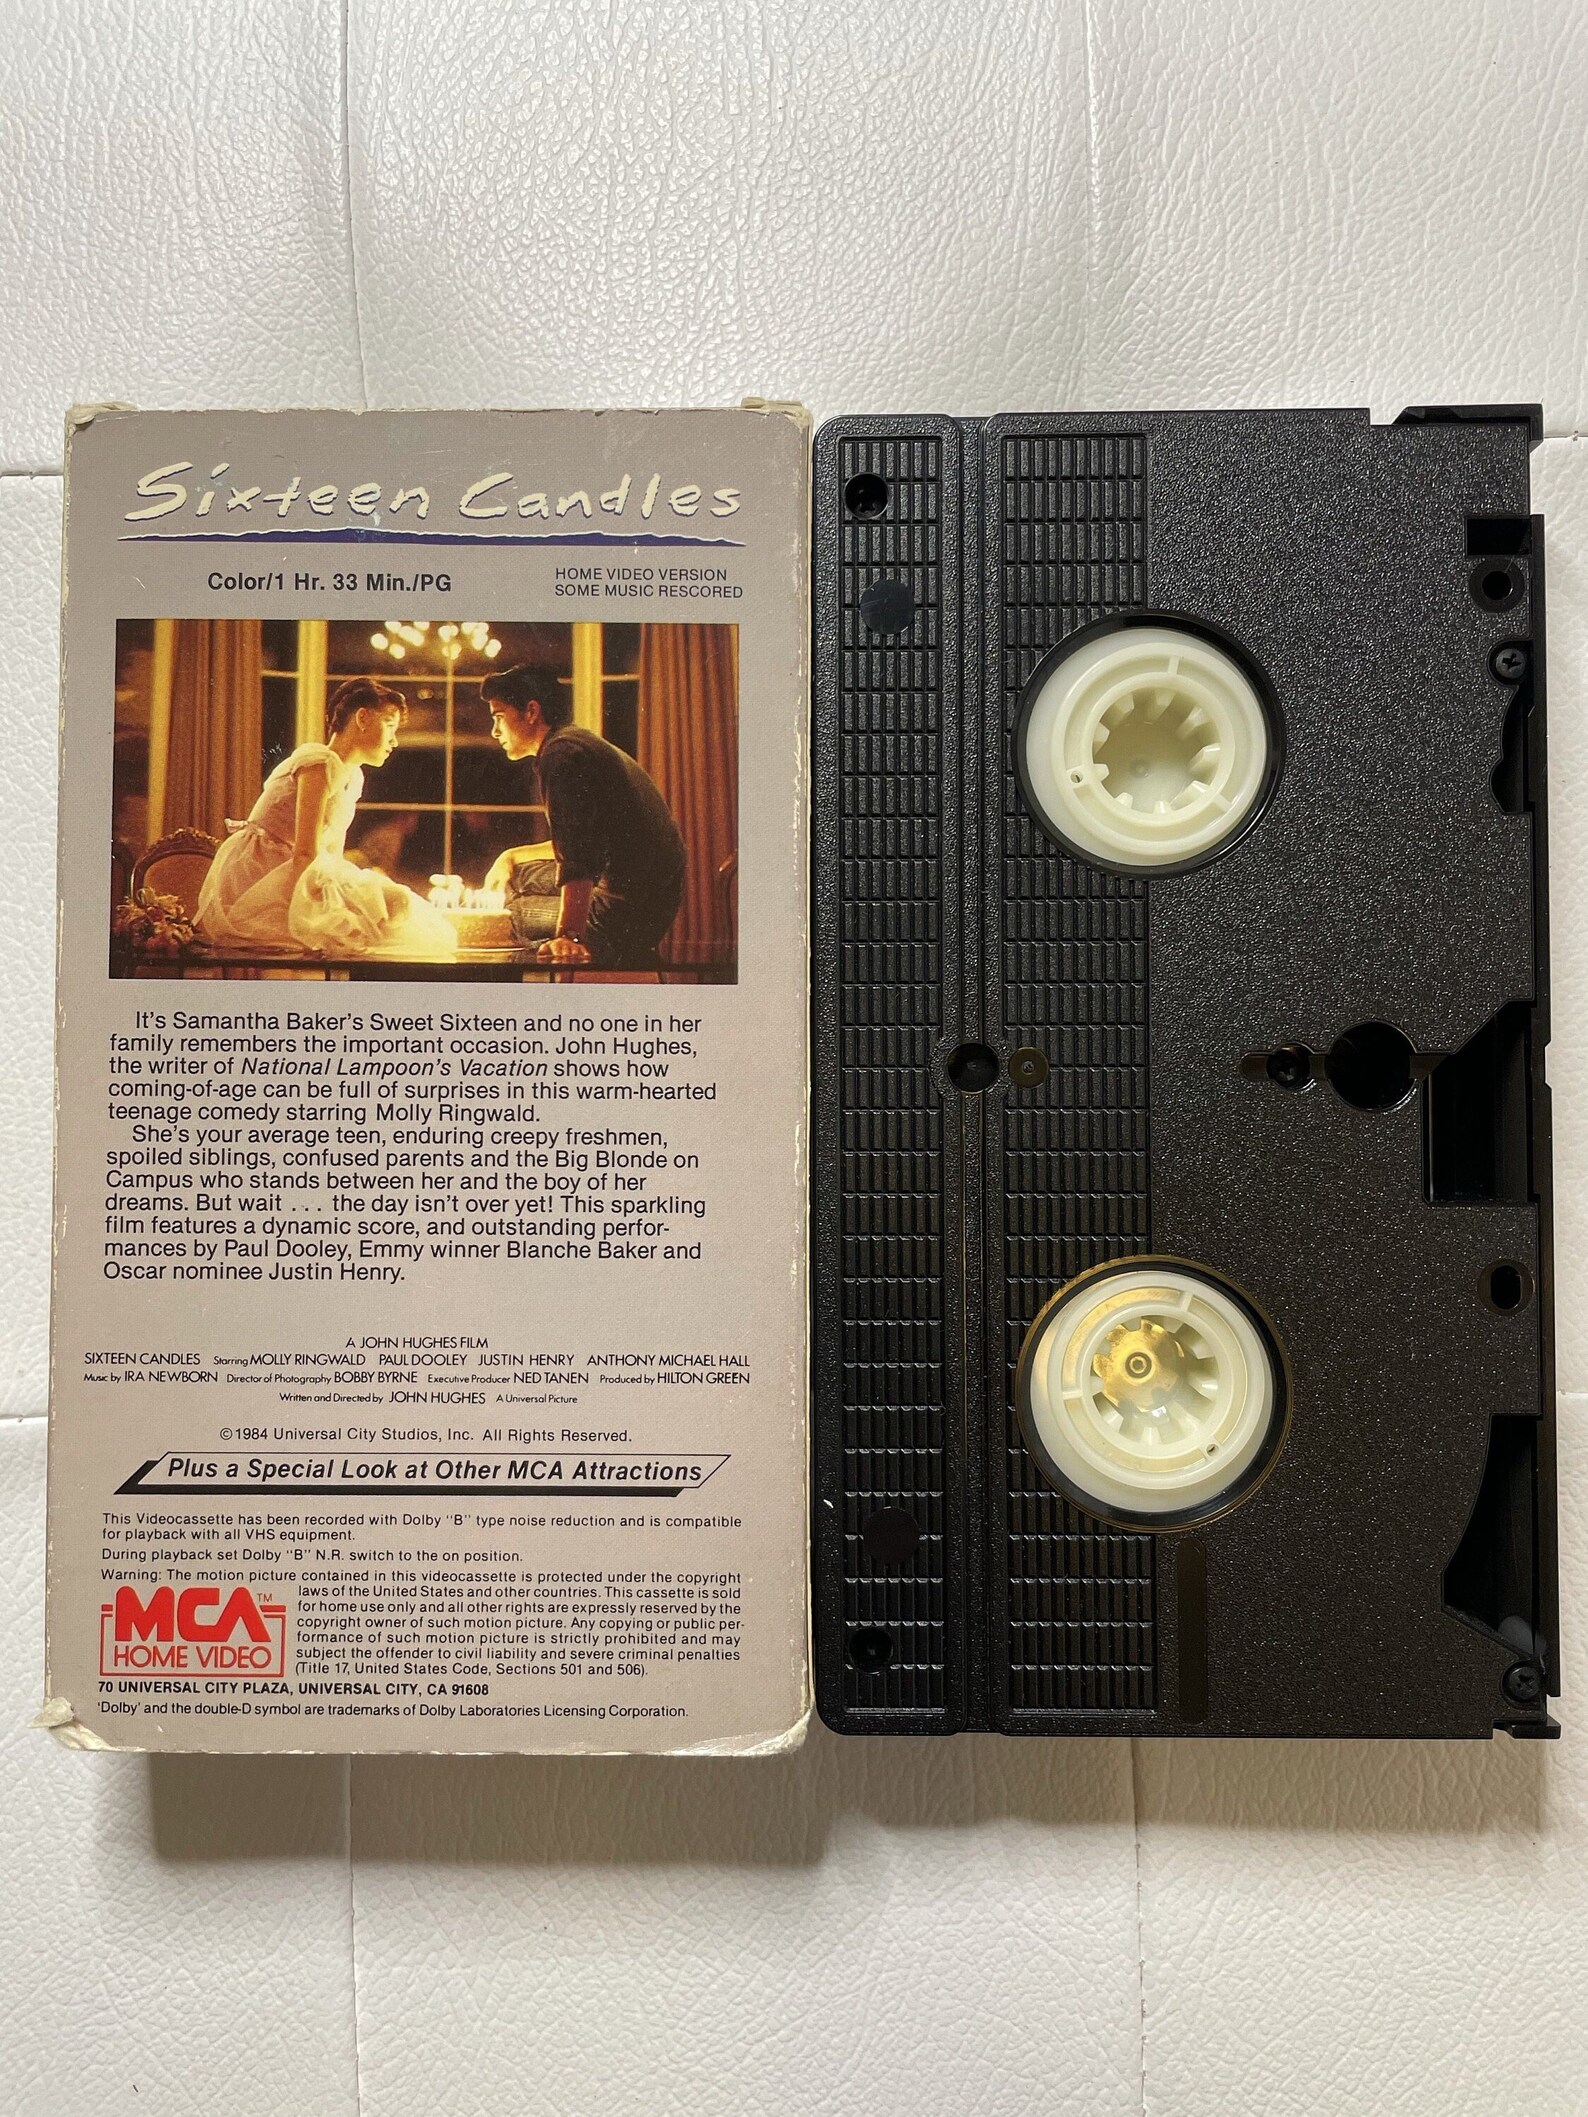 Sixteen Candles
Color/1 Hr. 33 Min./PG
HOME VIDEO VERSION
SOME MUSIC RESCORED
It's Samantha Baker's Sweet Sixteen and no one in her
family remembers the important occasion. John Hughes,
the writer of National Lampoon's Vacation shows how
coming-of-age can be full of surprises in this warm-hearted
teenage comedy starring Molly Ringwald.
She's your average teen, enduring creepy freshmen,
spoiled siblings, confused parents and the Big Blonde on
Campus who stands between her and the boy of her
dreams. But wait . . . the day isn't over yet! This sparkling
film features a dynamic score, and outstanding perfor-
mances by Paul Dooley, Emmy winner Blanche Baker and
Oscar nominee Justin Henry.
A JOHN HUGHES FILM
SIXTEEN CANDLES Starring MOLLY RINGWALD PAUL DOOLEY JUSTIN HENRY ANTHONY MICHAEL HALL
Music by IRA NEWBORN Director of Photography BOBBY BYRNE Executive Producer NED TANEN Produced by HILTON GREEN
Written and Directed by JOHN HUGHES A Universal Picture
©1984 Universal City Studios, Inc. All Rights Reserved.
Plus a Special Look at Other MCA Attractions
This Videocassette has been recorded with Dolby "B" type noise reduction and is compatible
for playback with all VHS equipment.
During playback set Dolby "B" N.R. switch to the on position.
Warning: The motion picture contained in this videocassette is protected under the copyright
laws of the United States and other countries. This cassette is sold
for home use only and all other rights are expressly reserved by the
copyright owner of such motion picture. Any copying or public per-
formance of such motion picture is strictly prohibited and may
subject the offender to civil liability and severe criminal penalties
(Title 17, United States Code, Sections 501 and 506).
MCA TM
HOME VIDEO
70 UNIVERSAL CITY PLAZA, UNIVERSAL CITY, CA 91608
'Dolby' and the double-D symbol are trademarks of Dolby Laboratories Licensing Corporation.